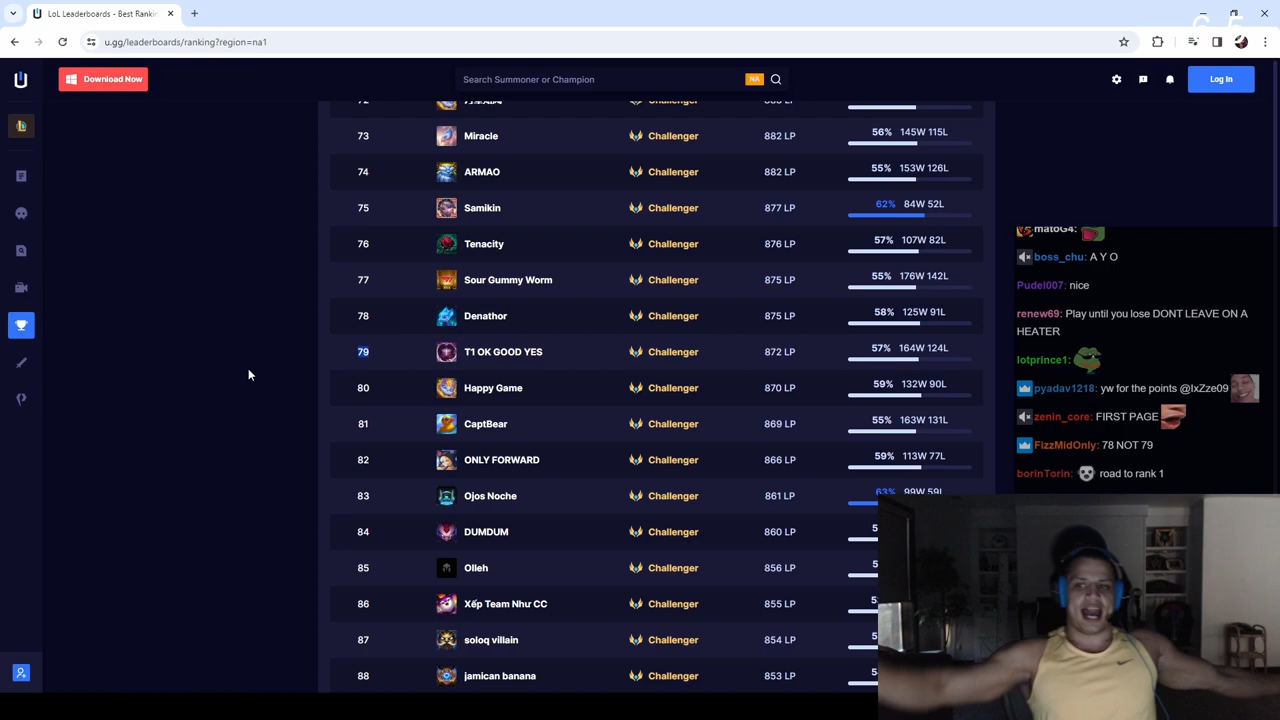 LoL Leaderboards - Best Rankin
u.gg/leaderboards/ranking?region=na1
Download Now
Search Summoner or Champion
NA
Log In
Challenger
73 Miracle Challenger 882 LP 56% 145W 115L
74 ARMAO Challenger 882 LP 55% 153W 126L
75 Samikin Challenger 877 LP 62% 84W 52L
76 Tenacity Challenger 876 LP 57% 107W 82L
77 Sour Gummy Worm Challenger 875 LP 55% 176W 142L
78 Denathor Challenger 875 LP 58% 125W 91L
79 T1 OK GOOD YES Challenger 872 LP 57% 164W 124L
80 Happy Game Challenger 870 LP 59% 132W 90L
81 CaptBear Challenger 869 LP 55% 163W 131L
82 ONLY FORWARD Challenger 866 LP 59% 113W 77L
83 Ojos Noche Challenger 861 LP 63% 99W 59L
84 DUMDUM Challenger 860 LP
85 Olleh Challenger 856 LP
86 Xếp Team Như CC Challenger 855 LP
87 soloq villain Challenger 854 LP
88 jamican banana Challenger 853 LP
matoG4:
boss_chu: A Y O
Pudel007: nice
renew69: Play until you lose DONT LEAVE ON A
HEATER
lotprince1:
pyadav1218: yw for the points @IxZze09
zenin_core: FIRST PAGE
FizzMidOnly: 78 NOT 79
borinTorin: road to rank 1